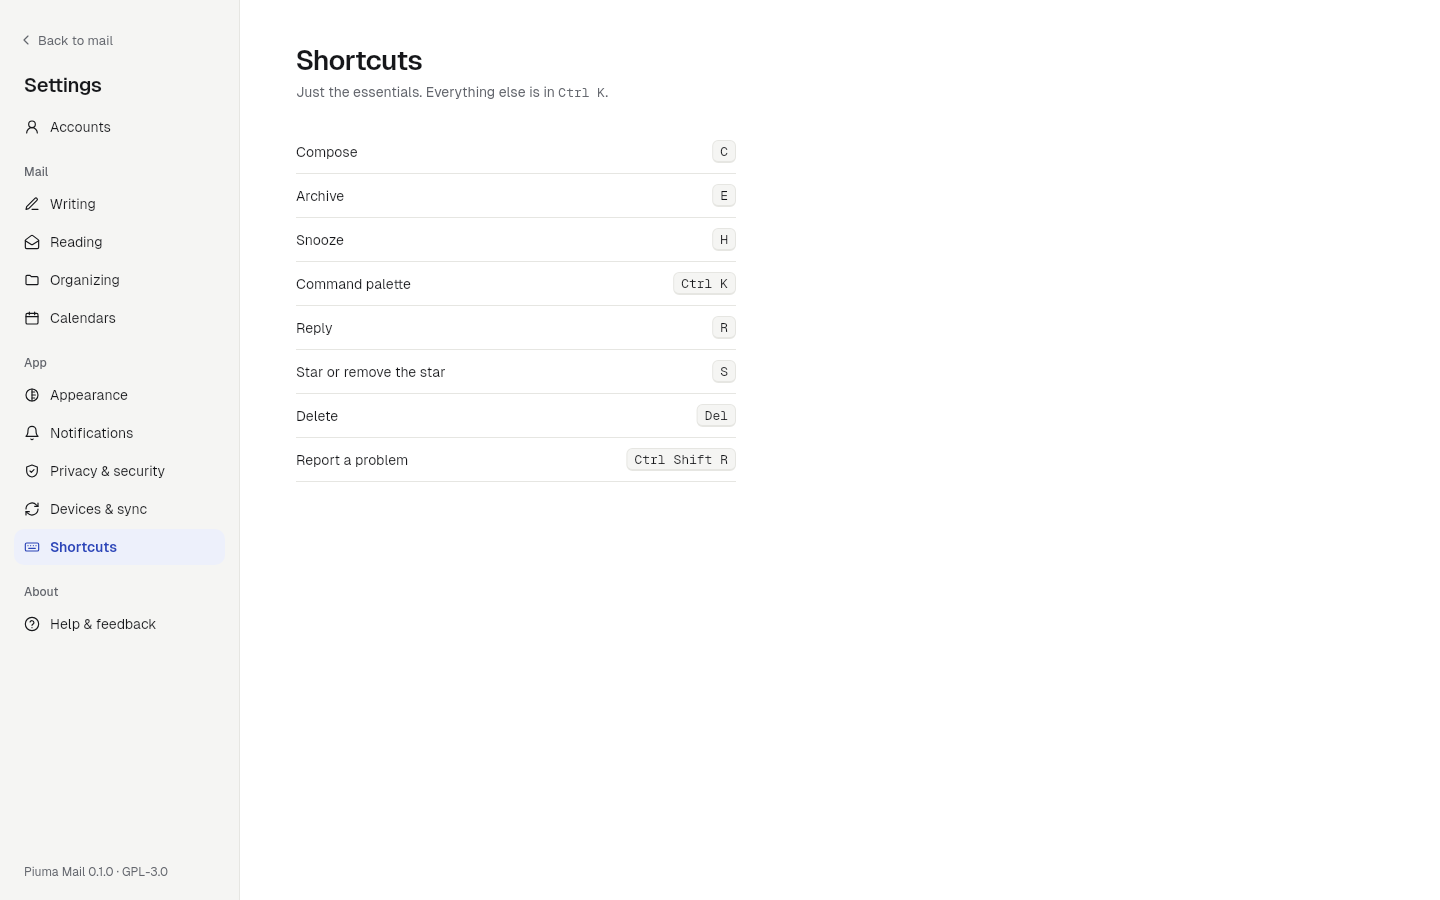 Back to mail
Settings
Accounts
Mail
Writing
Reading
Organizing
Calendars
App
Appearance
Notifications
Privacy & security
Devices & sync
Shortcuts
About
Help & feedback
Piuma Mail 0.1.0 · GPL-3.0
Shortcuts
Just the essentials. Everything else is in Ctrl K.
Compose C
Archive E
Snooze H
Command palette Ctrl K
Reply R
Star or remove the star S
Delete Del
Report a problem Ctrl Shift R